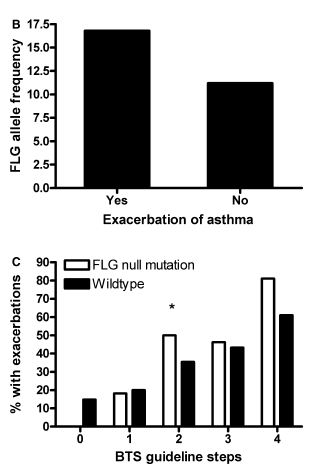 B
FLG allele frequency
17.5
15.0
12.5
10.0
7.5
5.0
2.5
0.0
Yes No
Exacerbation of asthma
C
FLG null mutation
Wildtype
% with exacerbations
90
80
70
60
50
40
30
20
10
0
*
0 1 2 3 4
BTS guideline steps